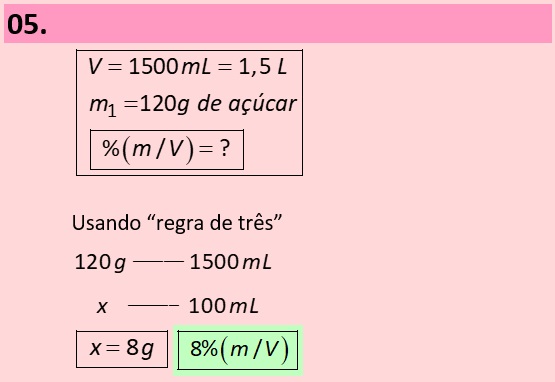 05.
V = 1500 mL = 1,5 L
m₁ =120g de açúcar
%(m / V) = ?
Usando “regra de três”
120 g —— 1500 mL
x —— 100 mL
x = 8 g 8%(m / V)